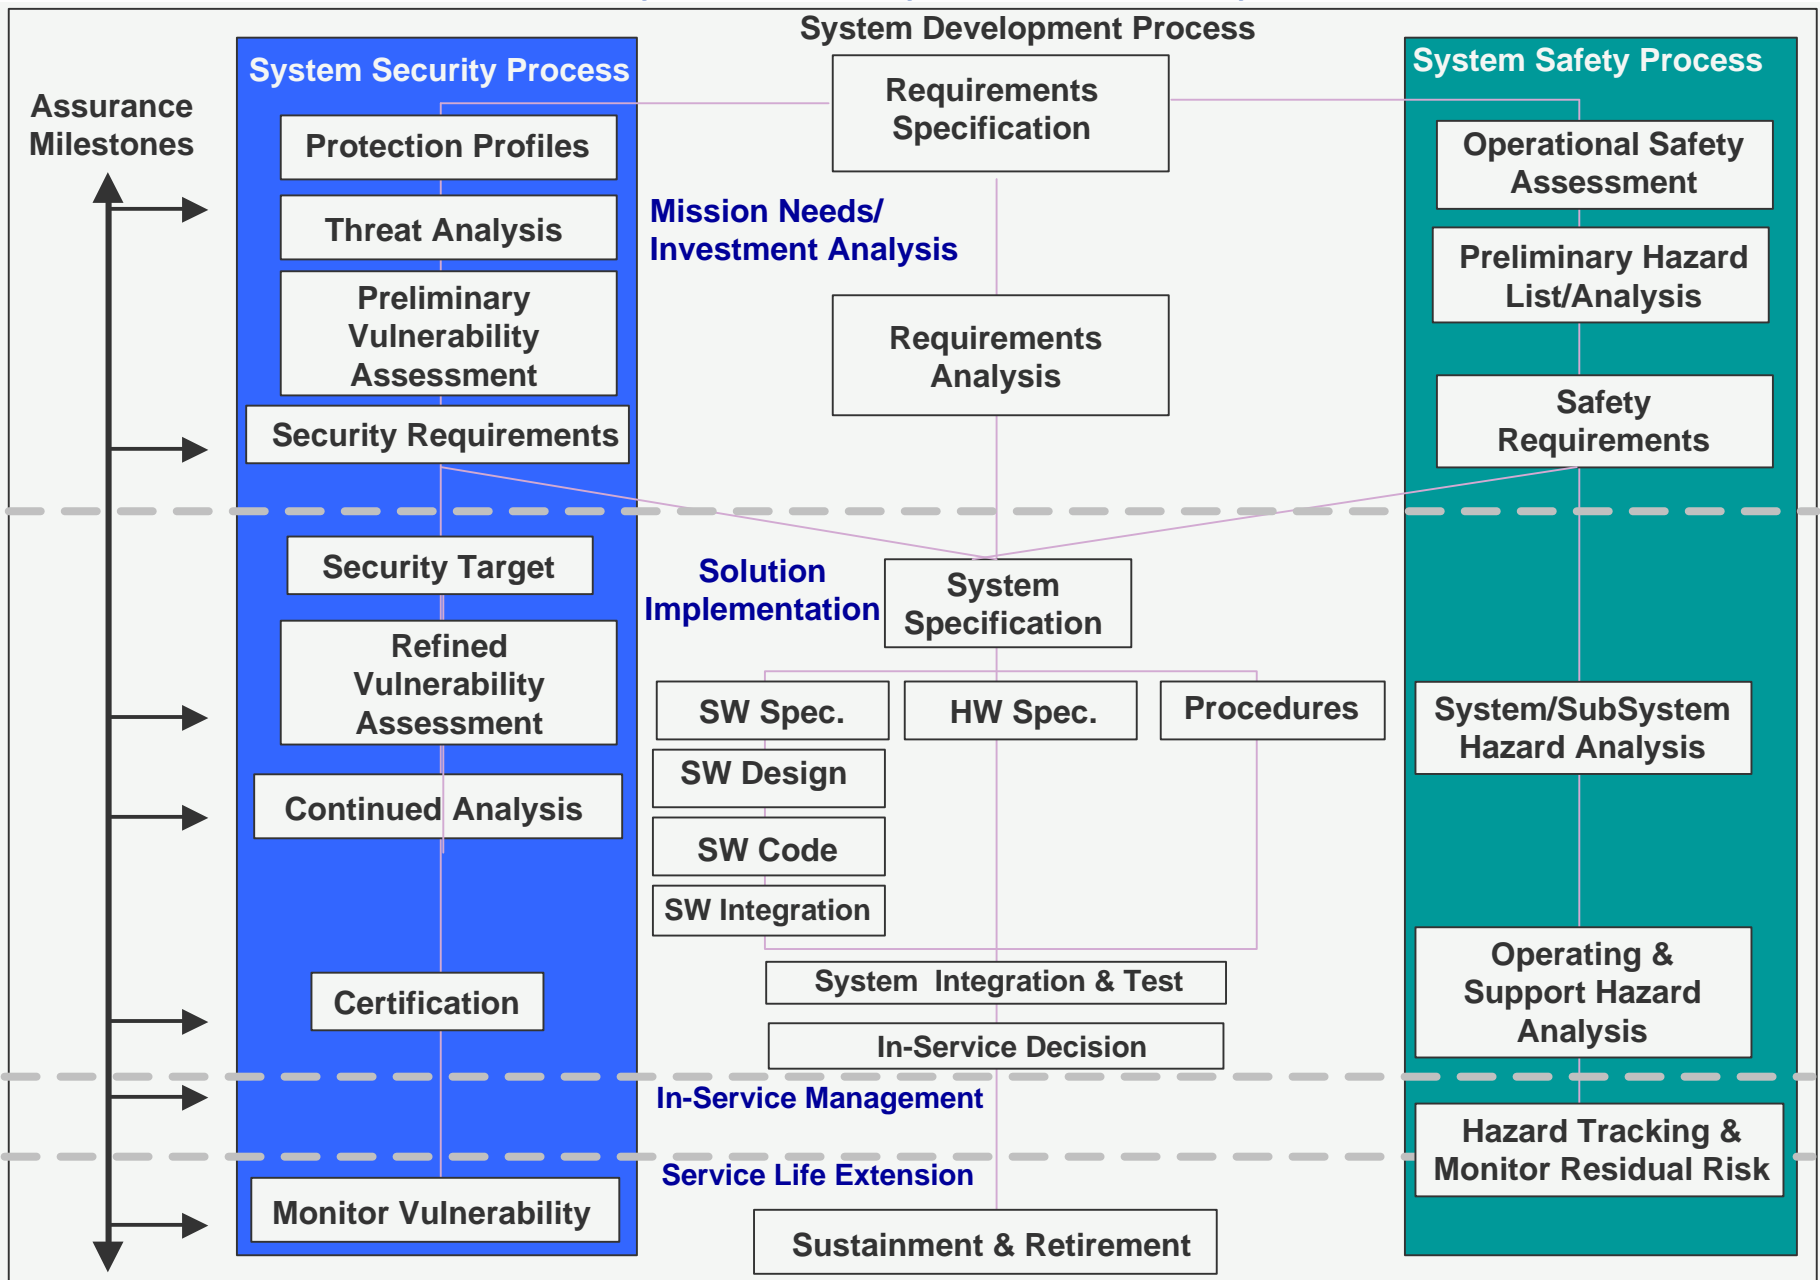 System Development Process
System Security Process
System Safety Process
Assurance
Milestones
Requirements
Specification
Protection Profiles
Operational Safety
Assessment
Threat Analysis
Mission Needs/
Investment Analysis
Preliminary Hazard
List/Analysis
Preliminary
Vulnerability
Assessment
Requirements
Analysis
Security Requirements
Safety
Requirements
Security Target
Solution
Implementation
System
Specification
Refined
Vulnerability
Assessment
SW Spec.
HW Spec.
Procedures
System/SubSystem
Hazard Analysis
SW Design
Continued Analysis
SW Code
SW Integration
System Integration & Test
Operating &
Support Hazard
Analysis
Certification
In-Service Decision
In-Service Management
Hazard Tracking &
Monitor Residual Risk
Service Life Extension
Monitor Vulnerability
Sustainment & Retirement